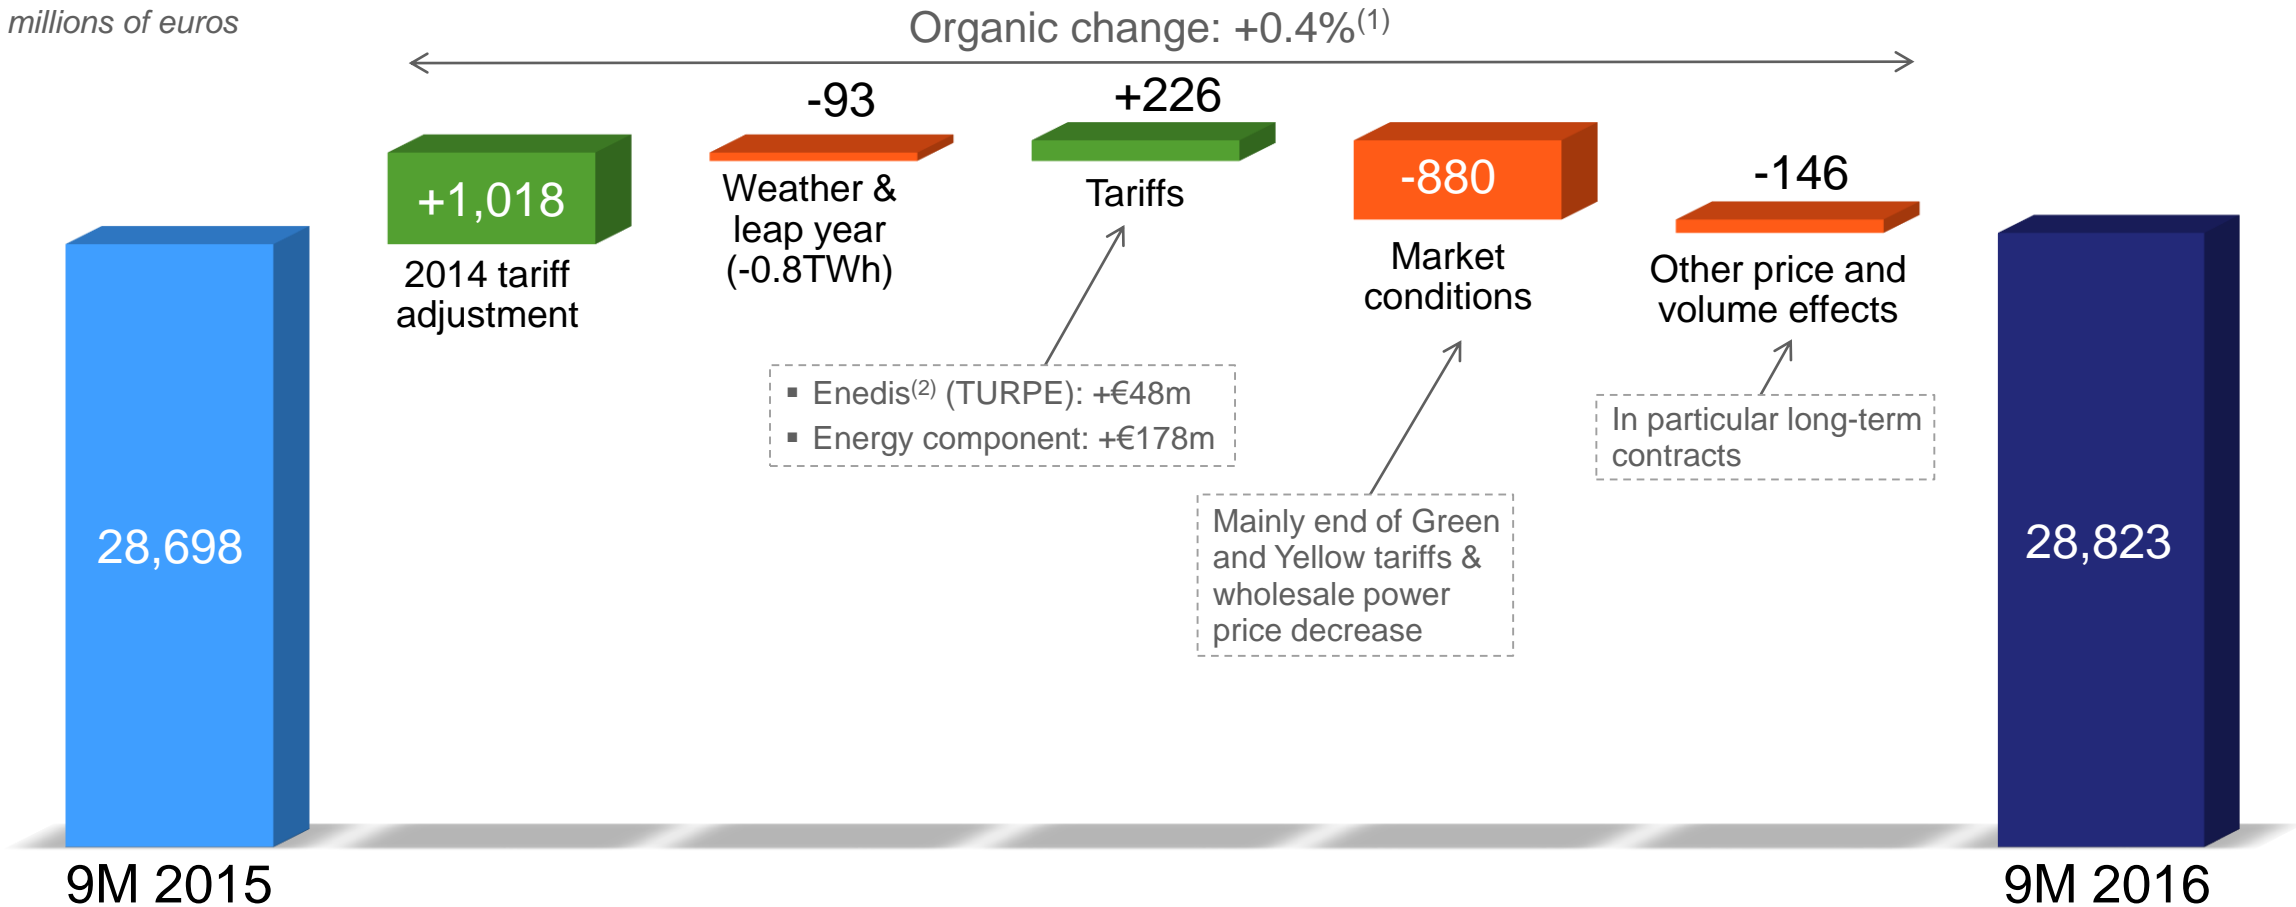 millions of euros
Organic change: +0.4%(1)
-93
+226
+1,018
-880
-146
Weather &
leap year
(-0.8TWh)
Tariffs
2014 tariff
adjustment
Market
conditions
Other price and
volume effects
▪ Enedis(2) (TURPE): +€48m
▪ Energy component: +€178m
In particular long-term
contracts
Mainly end of Green
and Yellow tariffs &
wholesale power
price decrease
28,698
28,823
9M 2015
9M 2016